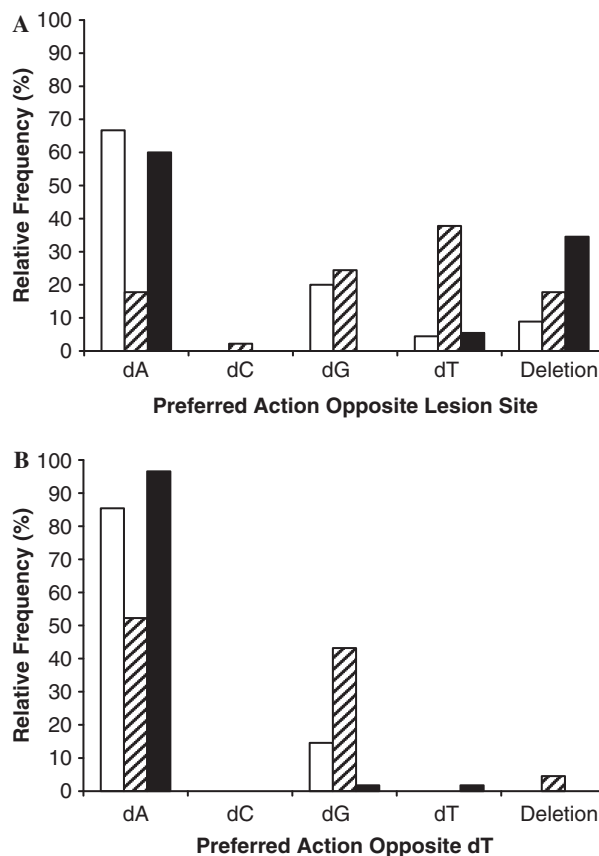 A
Relative Frequency (%)
100
90
80
70
60
50
40
30
20
10
0
dA dC dG dT Deletion
Preferred Action Opposite Lesion Site
B
Relative Frequency (%)
100
90
80
70
60
50
40
30
20
10
0
dA dC dG dT Deletion
Preferred Action Opposite dT